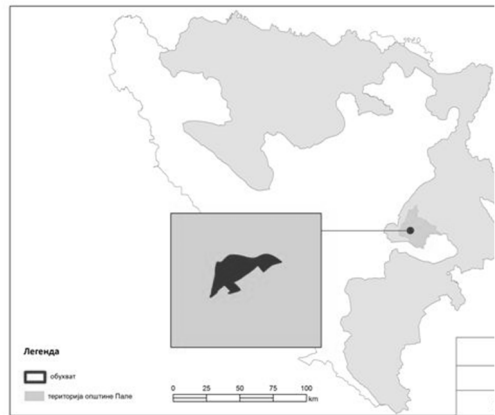 Легенда
обухват
територија општине Пале
0 25 50 75 100
km